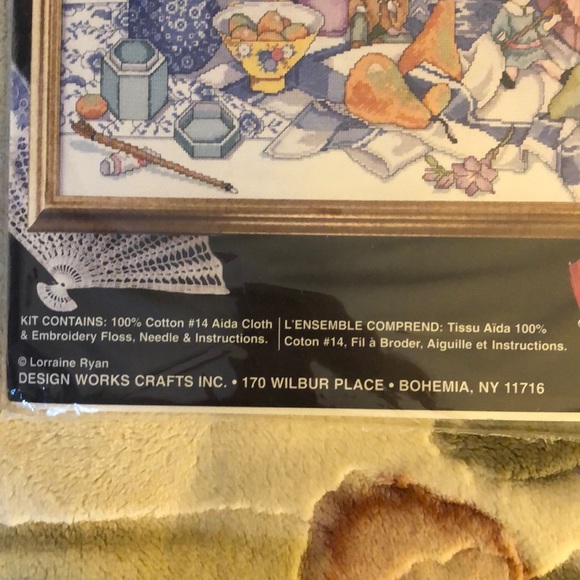 KIT CONTAINS: 100% Cotton #14 Aida Cloth
& Embroidery Floss, Needle & Instructions.
L'ENSEMBLE COMPREND: Tissu Aïda 100%
Coton #14, Fil à Broder, Aiguille et Instructions.
© Lorraine Ryan
DESIGN WORKS CRAFTS INC. • 170 WILBUR PLACE • BOHEMIA, NY 11716